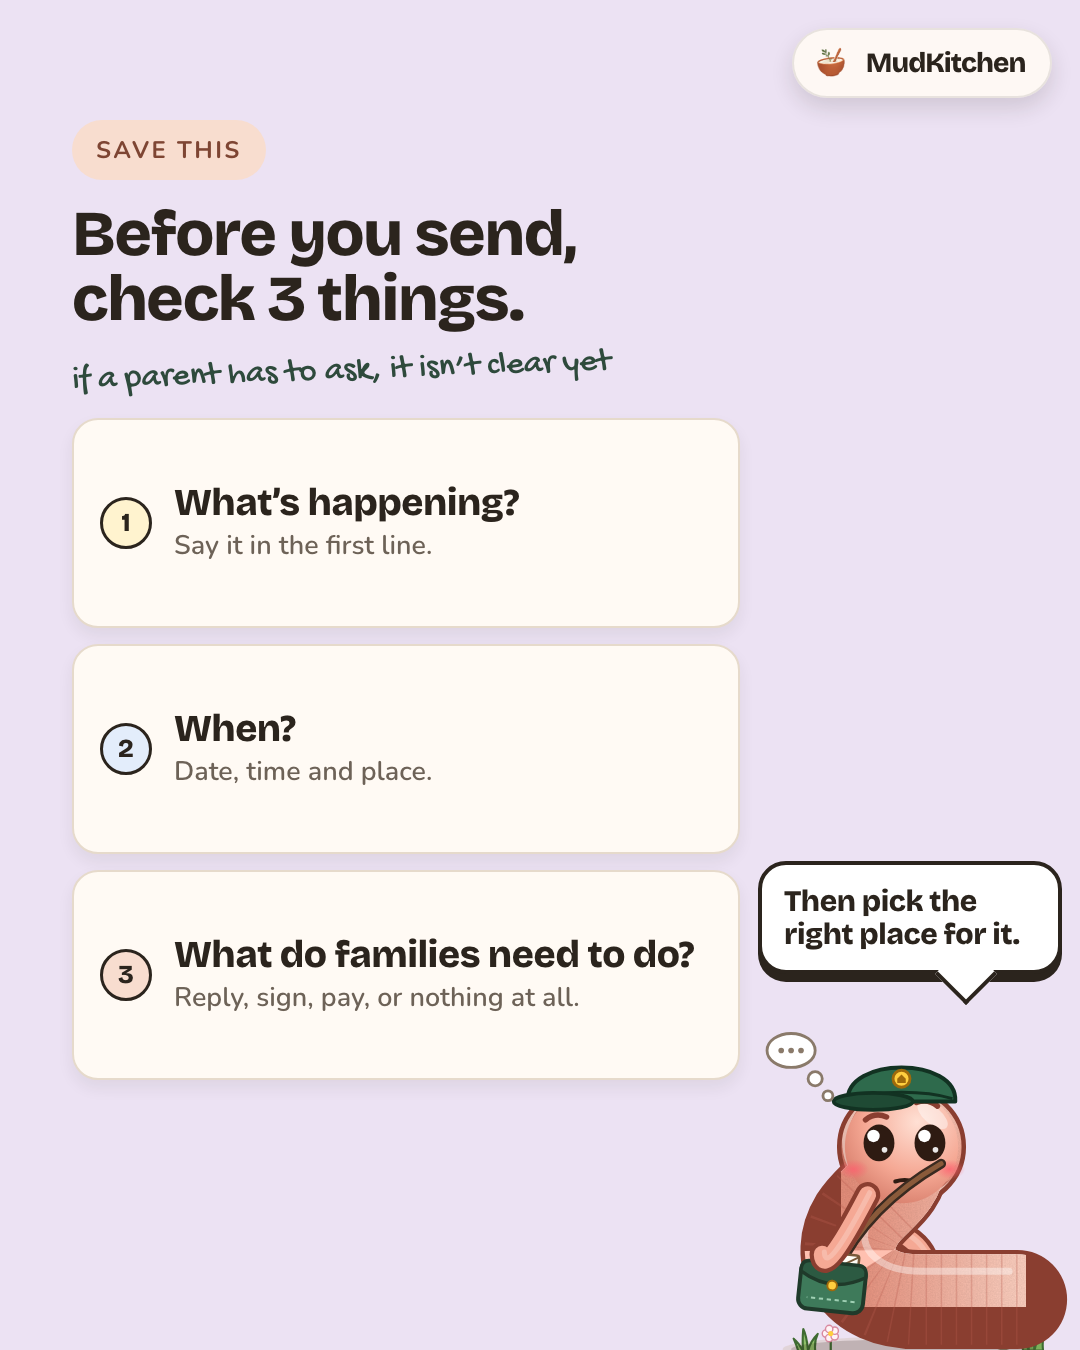 MudKitchen
SAVE THIS
Before you send,
check 3 things.
if a parent has to ask, it isn't clear yet
1
What's happening?
Say it in the first line.
2
When?
Date, time and place.
3
What do families need to do?
Reply, sign, pay, or nothing at all.
Then pick the
right place for it.